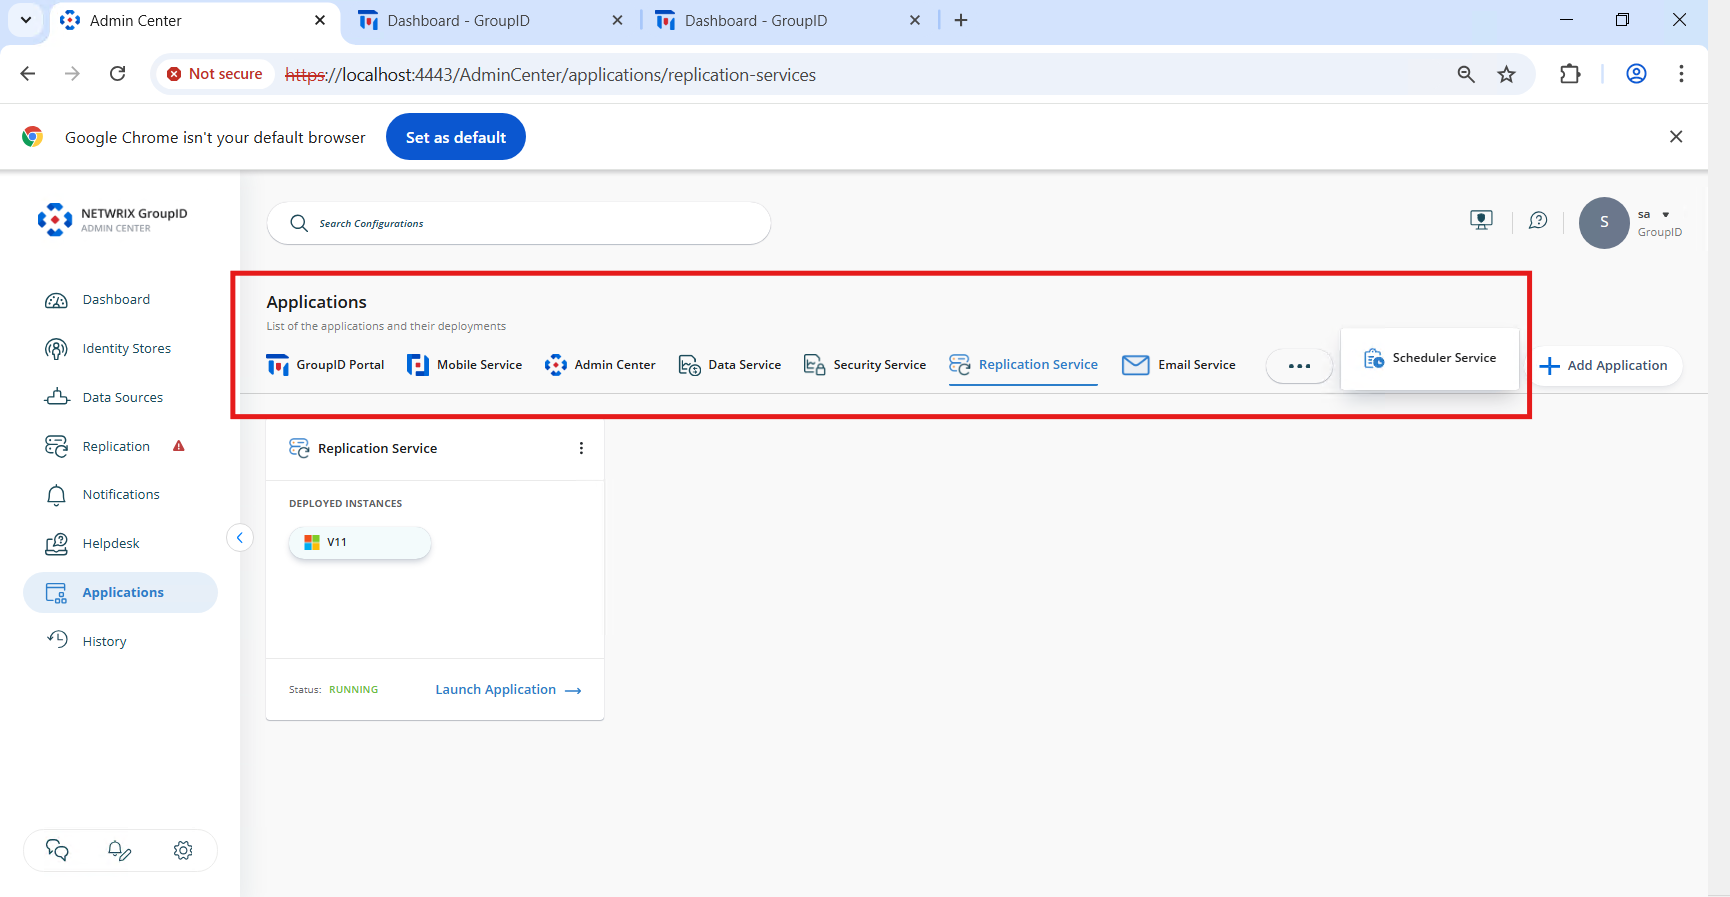 Admin Center
Dashboard - GroupID
Dashboard - GroupID
Not secure
https://localhost:4443/AdminCenter/applications/replication-services
Google Chrome isn't your default browser
Set as default
NETWRIX GroupID
ADMIN CENTER
Search Configurations
S
sa
GroupID
Dashboard
Identity Stores
Data Sources
Replication
Notifications
Helpdesk
Applications
History
Applications
List of the applications and their deployments
GroupID Portal
Mobile Service
Admin Center
Data Service
Security Service
Replication Service
Email Service
Scheduler Service
Add Application
Replication Service
DEPLOYED INSTANCES
V11
Status: RUNNING
Launch Application